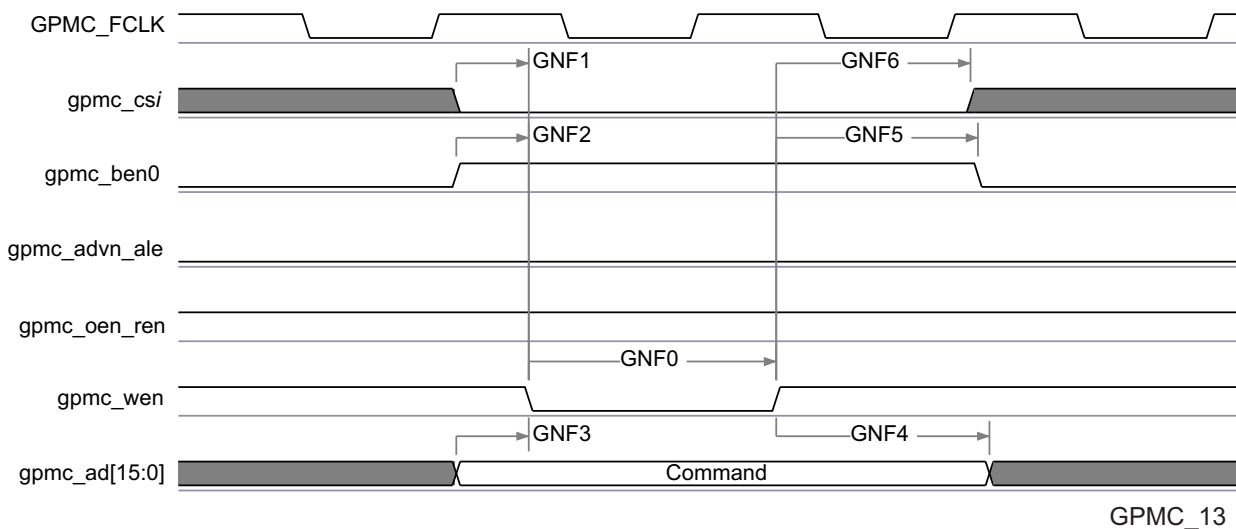 GPMC_FCLK
GNF1
GNF6
gpmc_csi
GNF2
GNF5
gpmc_ben0
gpmc_advn_ale
gpmc_oen_ren
GNF0
gpmc_wen
GNF3
GNF4
gpmc_ad[15:0]
Command
GPMC_13